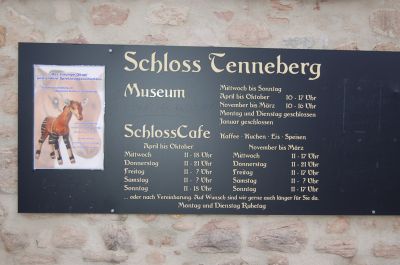 Schloss Tenneberg
Museum
Mittwoch bis Sonntag
April bis Oktober 10 - 17 Uhr
November bis März 10 - 16 Uhr
Montag und Dienstag geschlossen
Januar geschlossen
SchlossCafe Kaffee · Kuchen · Eis · Speisen
April bis Oktober November bis März
Mittwoch 11 - 18 Uhr Mittwoch 11 - 17 Uhr
Donnerstag 11 - 21 Uhr Donnerstag 11 - 21 Uhr
Freitag 11 - ? Uhr Freitag 11 - 17 Uhr
Samstag 11 - ? Uhr Samstag 11 - ? Uhr
Sonntag 11 - 18 Uhr Sonntag 11 - 17 Uhr
... oder nach Vereinbarung. Auf Wunsch sind wir gerne auch länger für Sie da.
Montag und Dienstag Ruhetag